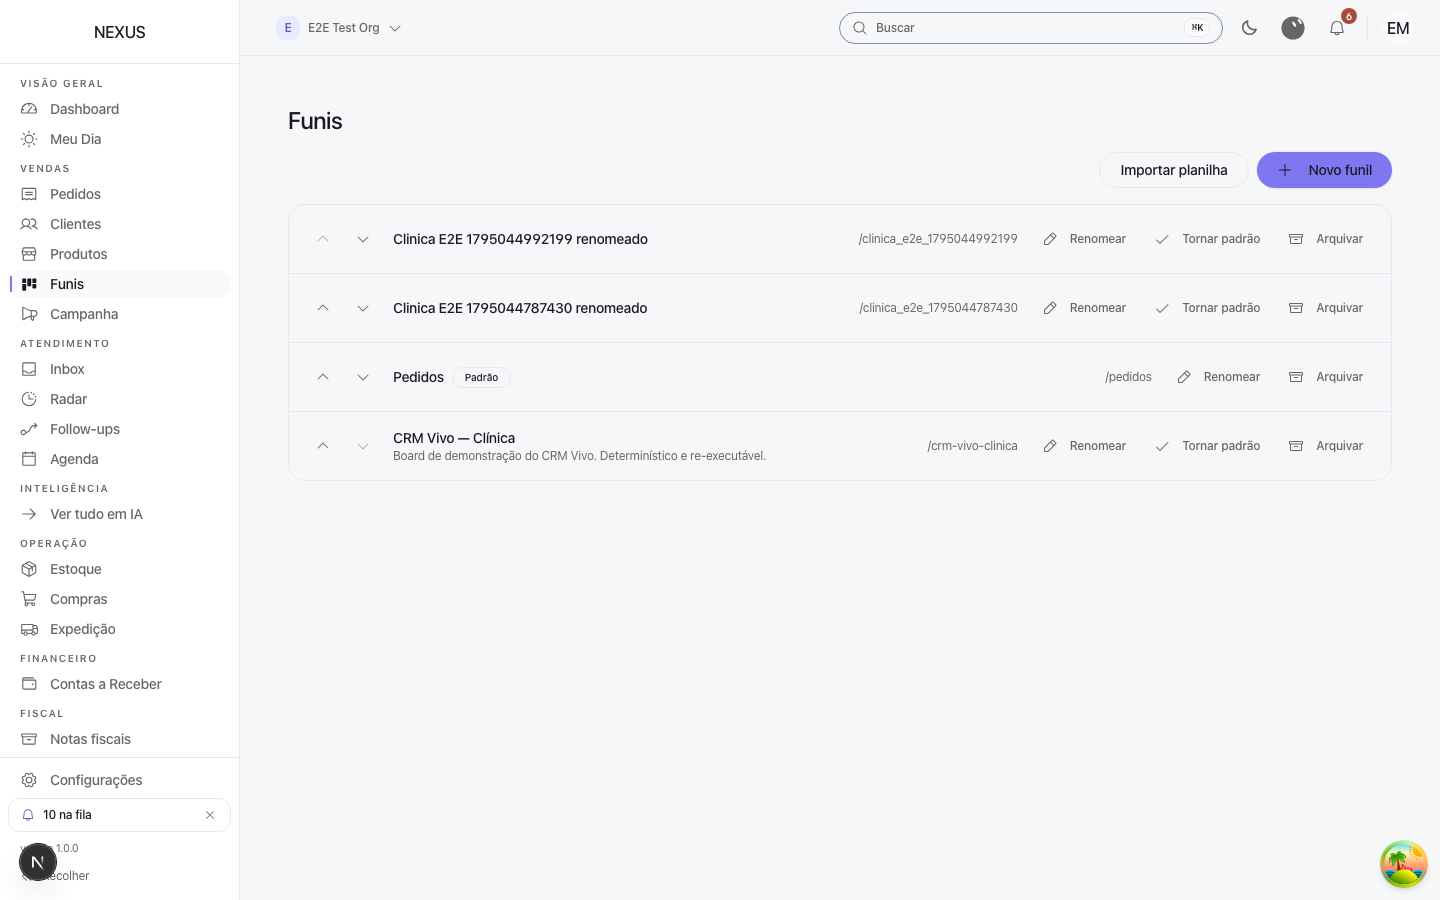 NEXUS
E E2E Test Org
Buscar ⌘K
6
EM
VISÃO GERAL
Dashboard
Meu Dia
VENDAS
Pedidos
Clientes
Produtos
Funis
Campanha
ATENDIMENTO
Inbox
Radar
Follow-ups
Agenda
INTELIGÊNCIA
Ver tudo em IA
OPERAÇÃO
Estoque
Compras
Expedição
FINANCEIRO
Contas a Receber
FISCAL
Notas fiscais
Configurações
10 na fila
1.0.0
N
Funis
Importar planilha
Novo funil
Clinica E2E 1795044992199 renomeado /clinica_e2e_1795044992199 Renomear Tornar padrão Arquivar
Clinica E2E 1795044787430 renomeado /clinica_e2e_1795044787430 Renomear Tornar padrão Arquivar
Pedidos Padrão /pedidos Renomear Arquivar
CRM Vivo — Clínica /crm-vivo-clinica Renomear Tornar padrão Arquivar
Board de demonstração do CRM Vivo. Determinístico e re-executável.